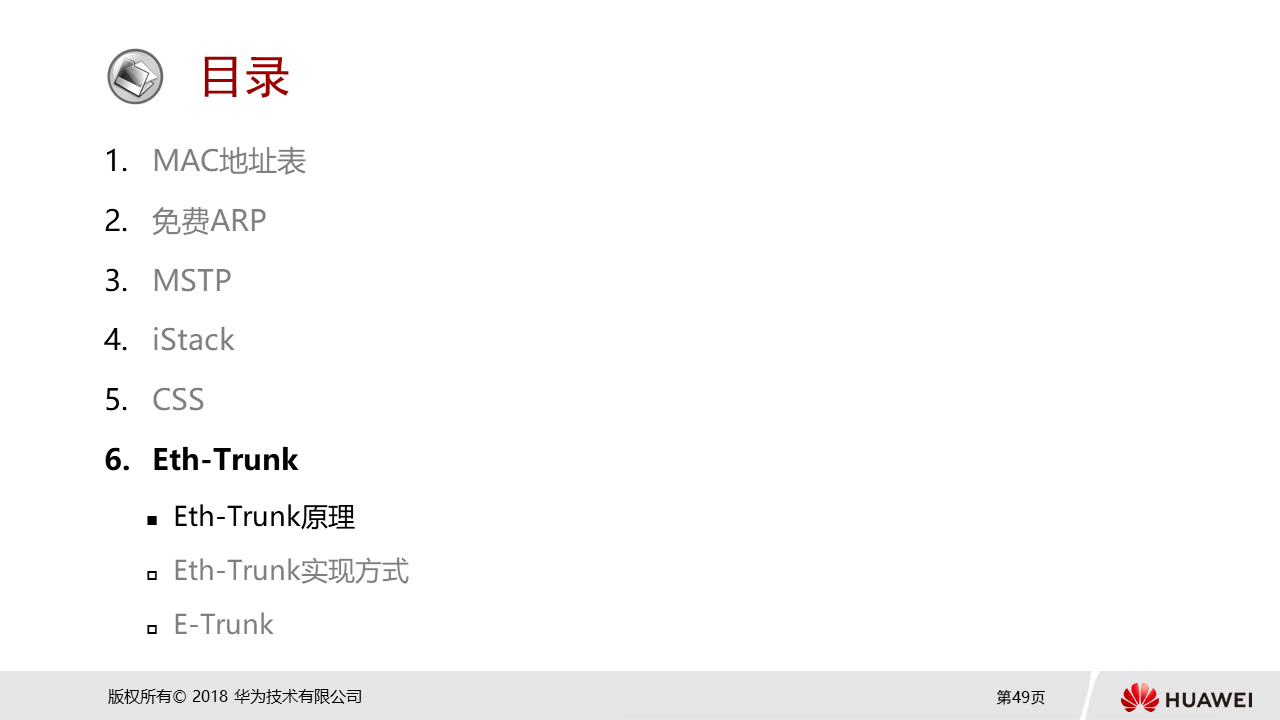 目录
1. MAC地址表
2. 免费ARP
3. MSTP
4. iStack
5. CSS
6. Eth-Trunk
Eth-Trunk原理
Eth-Trunk实现方式
E-Trunk
版权所有© 2018 华为技术有限公司
第49页
HUAWEI